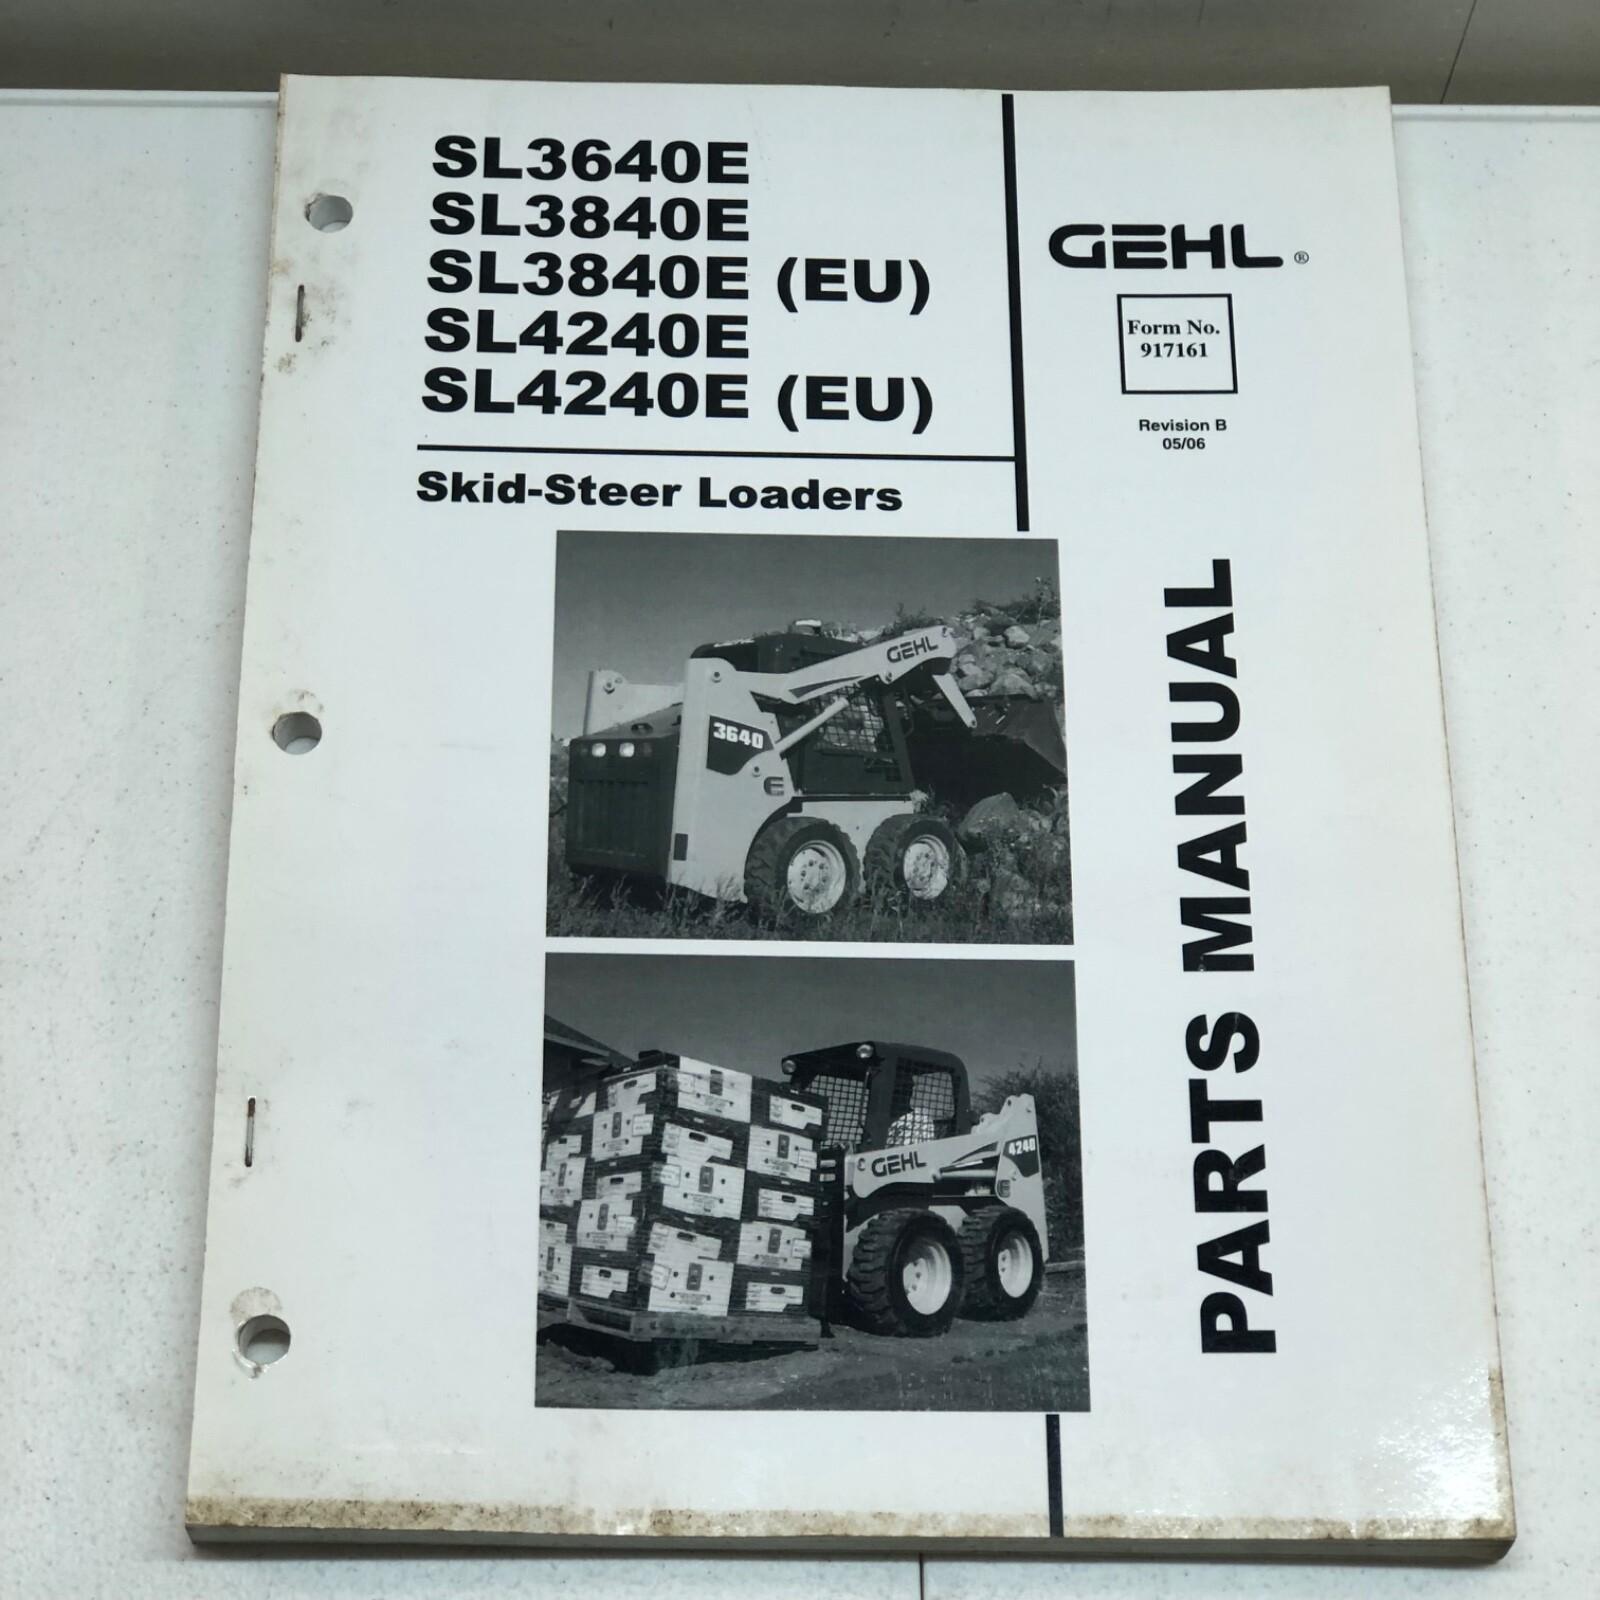 SL3640E
SL3840E
SL3840E (EU)
SL4240E
SL4240E (EU)
Skid-Steer Loaders
GEHL®
Form No.
917161
Revision B
05/06
PARTS MANUAL
GEHL
3640
E
GEHL
4240
E